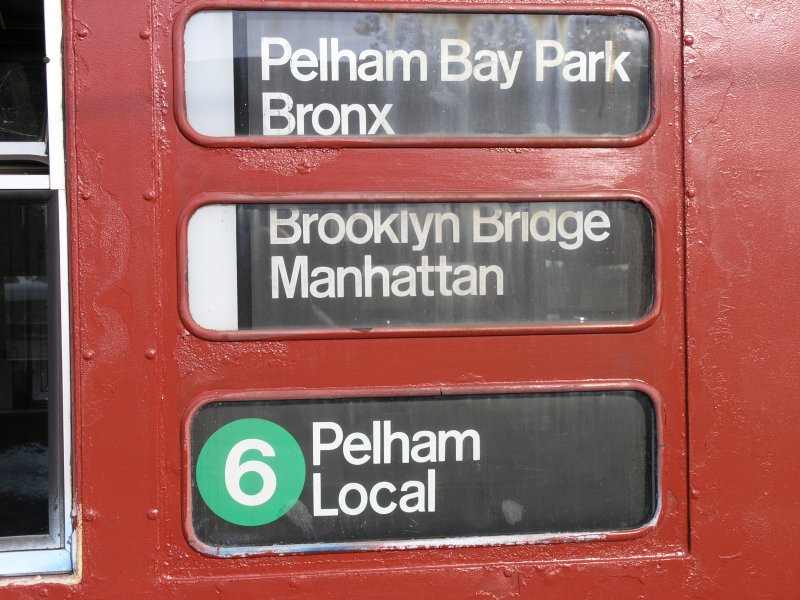 Pelham Bay Park
Bronx
Brooklyn Bridge
Manhattan
6 Pelham
Local